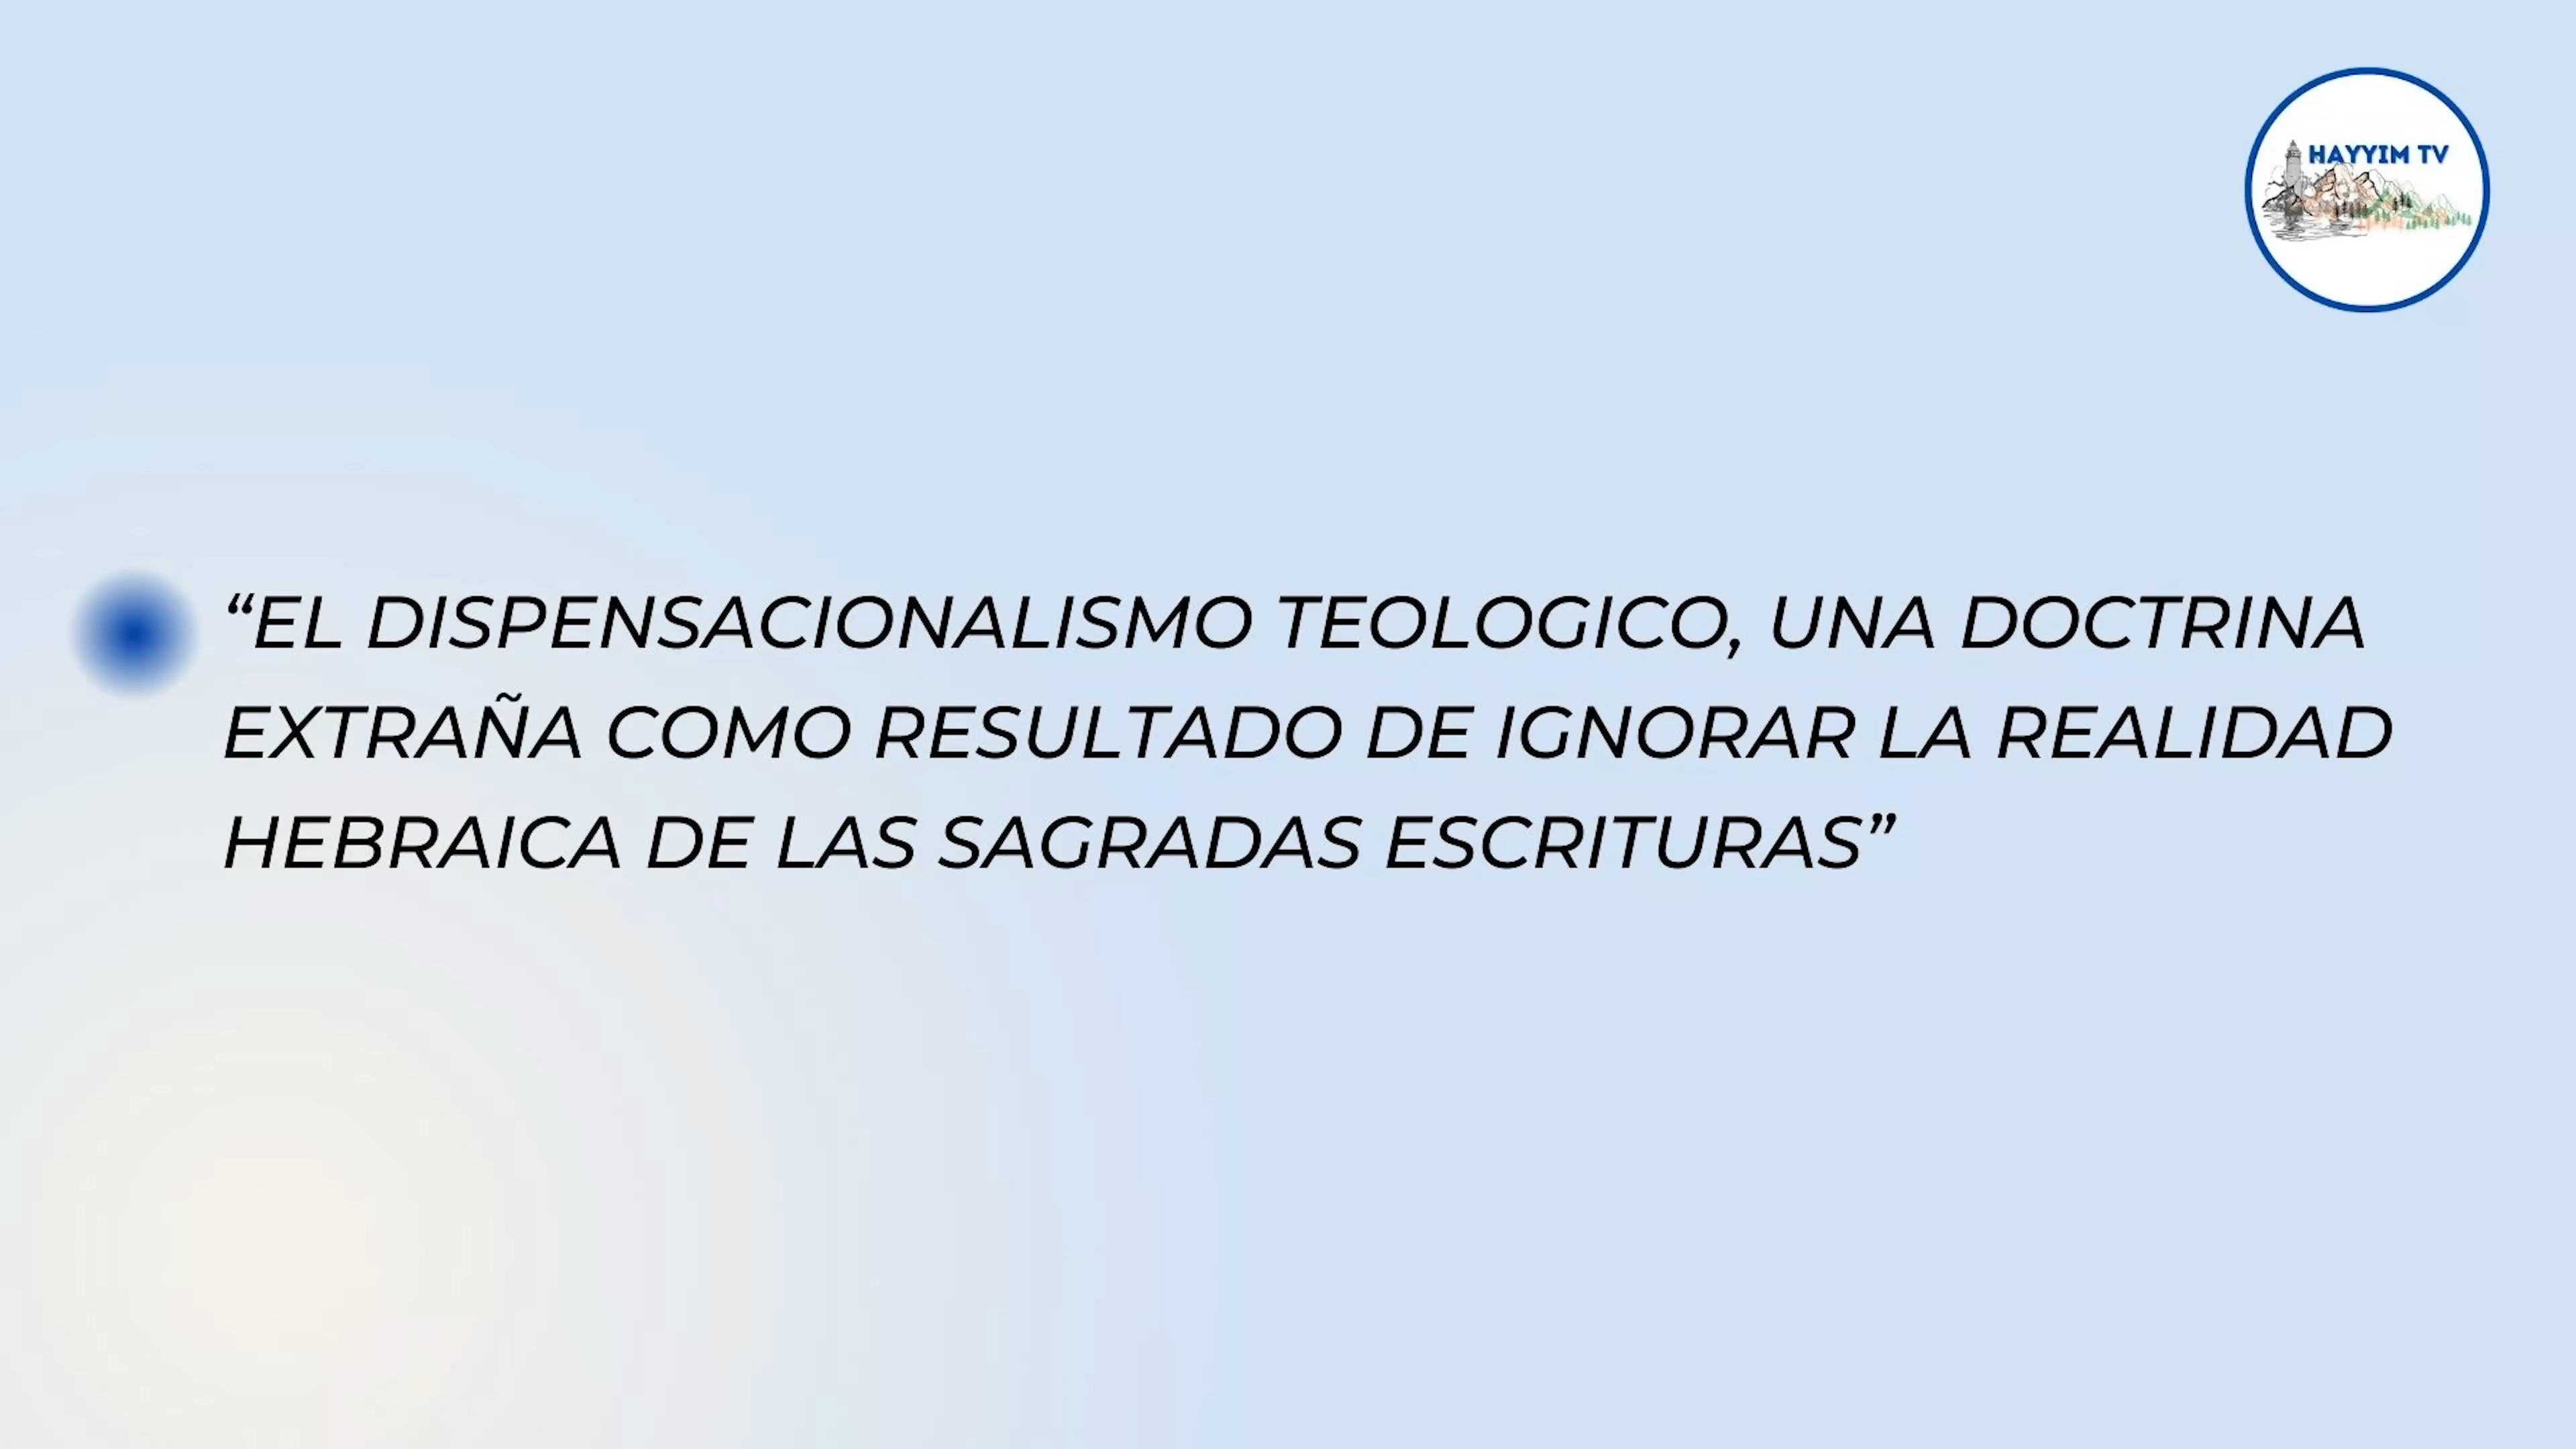 HAYYIM TV
“EL DISPENSACIONALISMO TEOLOGICO, UNA DOCTRINA
EXTRAÑA COMO RESULTADO DE IGNORAR LA REALIDAD
HEBRAICA DE LAS SAGRADAS ESCRITURAS”